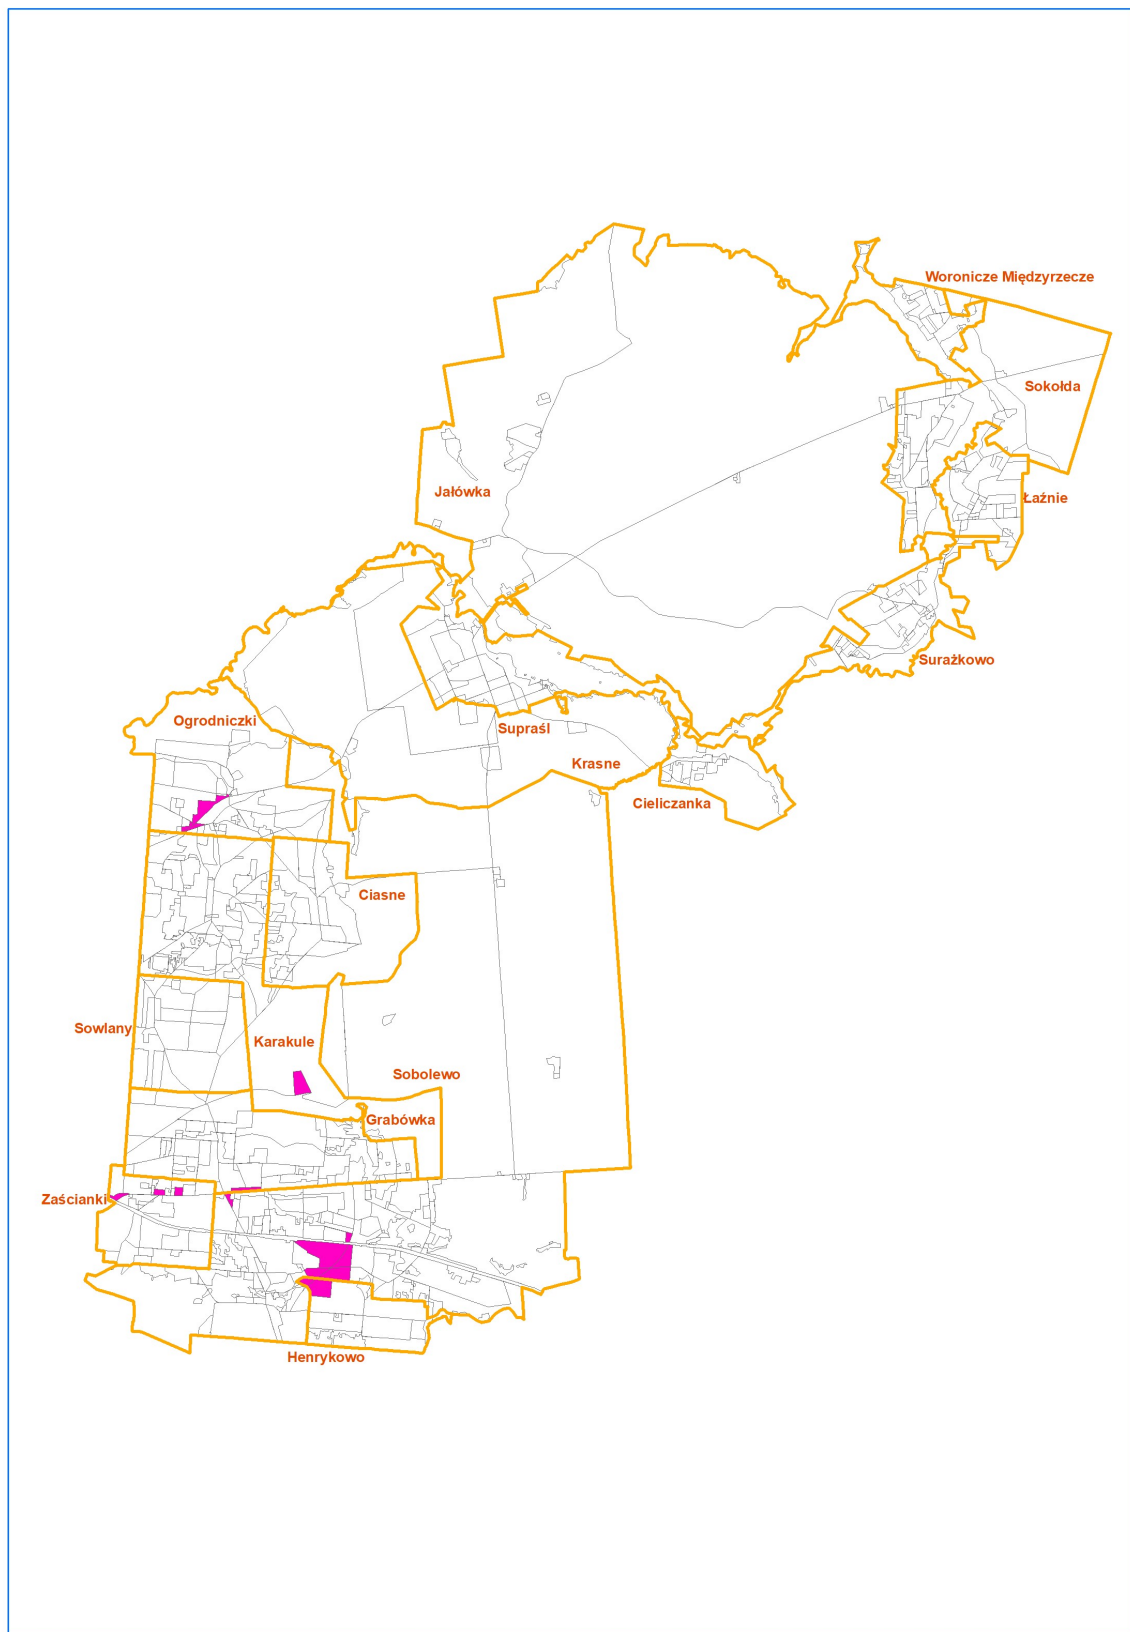 Woronicze Międzyrzecze
Sokołda
Jałówka
Łaźnie
Surażkowo
Ogrodniczki
Supraśl
Krasne
Cieliczanka
Ciasne
Sowlany
Karakule
Sobolewo
Grabówka
Zaścianki
Henrykowo